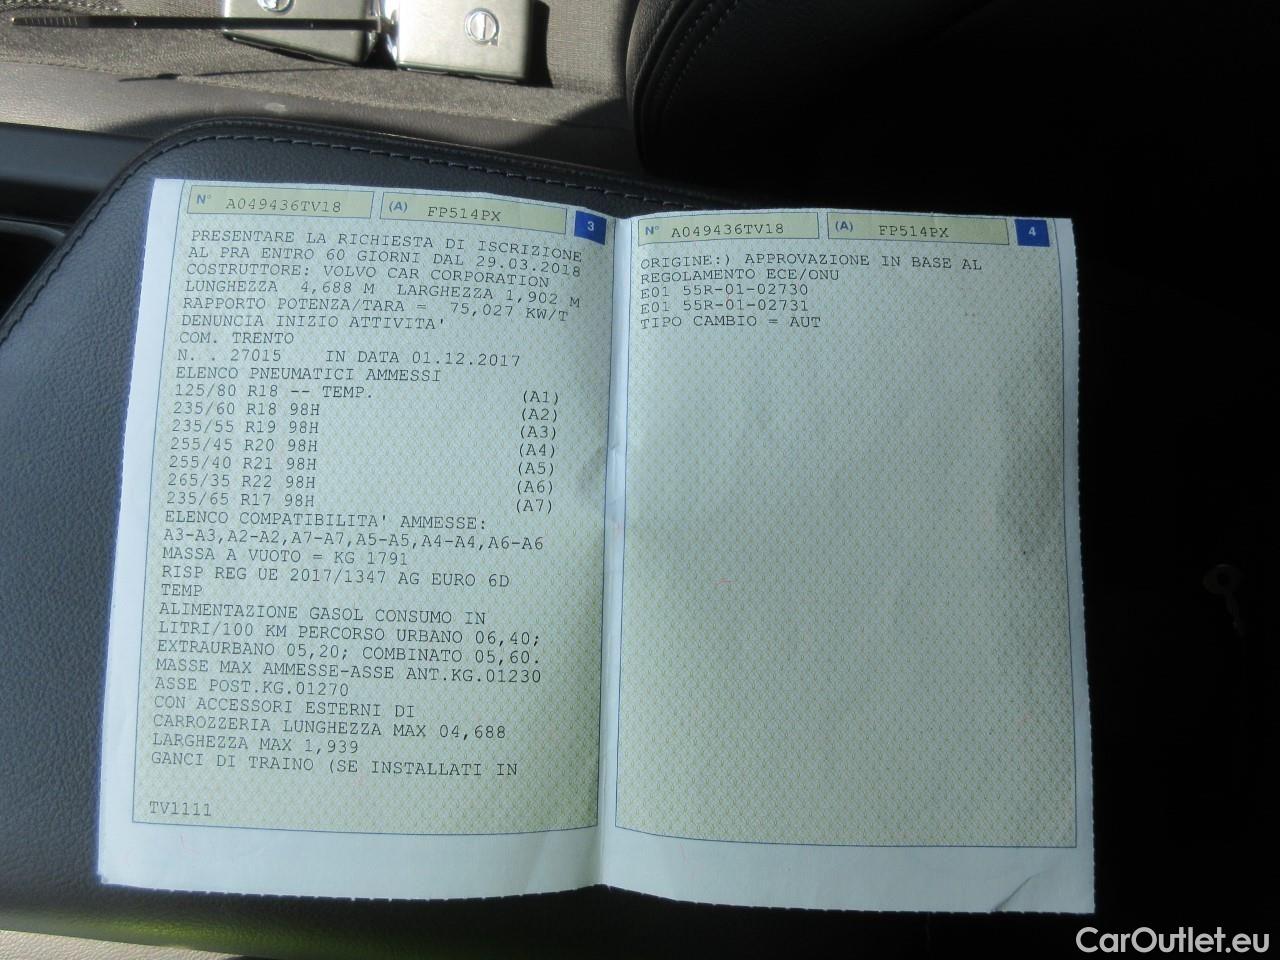 N° A049436TV18 (A) FP514PX 3
PRESENTARE LA RICHIESTA DI ISCRIZIONE
AL PRA ENTRO 60 GIORNI DAL 29.03.2018
COSTRUTTORE: VOLVO CAR CORPORATION
LUNGHEZZA 4,688 M LARGHEZZA 1,902 M
RAPPORTO POTENZA/TARA = 75,027 KW/T
DENUNCIA INIZIO ATTIVITA'
COM. TRENTO
N. . 27015 IN DATA 01.12.2017
ELENCO PNEUMATICI AMMESSI
125/80 R18 -- TEMP. (A1)
235/60 R18 98H (A2)
235/55 R19 98H (A3)
255/45 R20 98H (A4)
255/40 R21 98H (A5)
265/35 R22 98H (A6)
235/65 R17 98H (A7)
ELENCO COMPATIBILITA' AMMESSE:
A3-A3,A2-A2,A7-A7,A5-A5,A4-A4,A6-A6
MASSA A VUOTO = KG 1791
RISP REG UE 2017/1347 AG EURO 6D
TEMP
ALIMENTAZIONE GASOL CONSUMO IN
LITRI/100 KM PERCORSO URBANO 06,40;
EXTRAURBANO 05,20; COMBINATO 05,60.
MASSE MAX AMMESSE-ASSE ANT.KG.01230
ASSE POST.KG.01270
CON ACCESSORI ESTERNI DI
CARROZZERIA LUNGHEZZA MAX 04,688
LARGHEZZA MAX 1,939
GANCI DI TRAINO (SE INSTALLATI IN
TV1111
N° A049436TV18 (A) FP514PX 4
ORIGINE:) APPROVAZIONE IN BASE AL
REGOLAMENTO ECE/ONU
E01 55R-01-02730
E01 55R-01-02731
TIPO CAMBIO = AUT
CarOutlet.eu